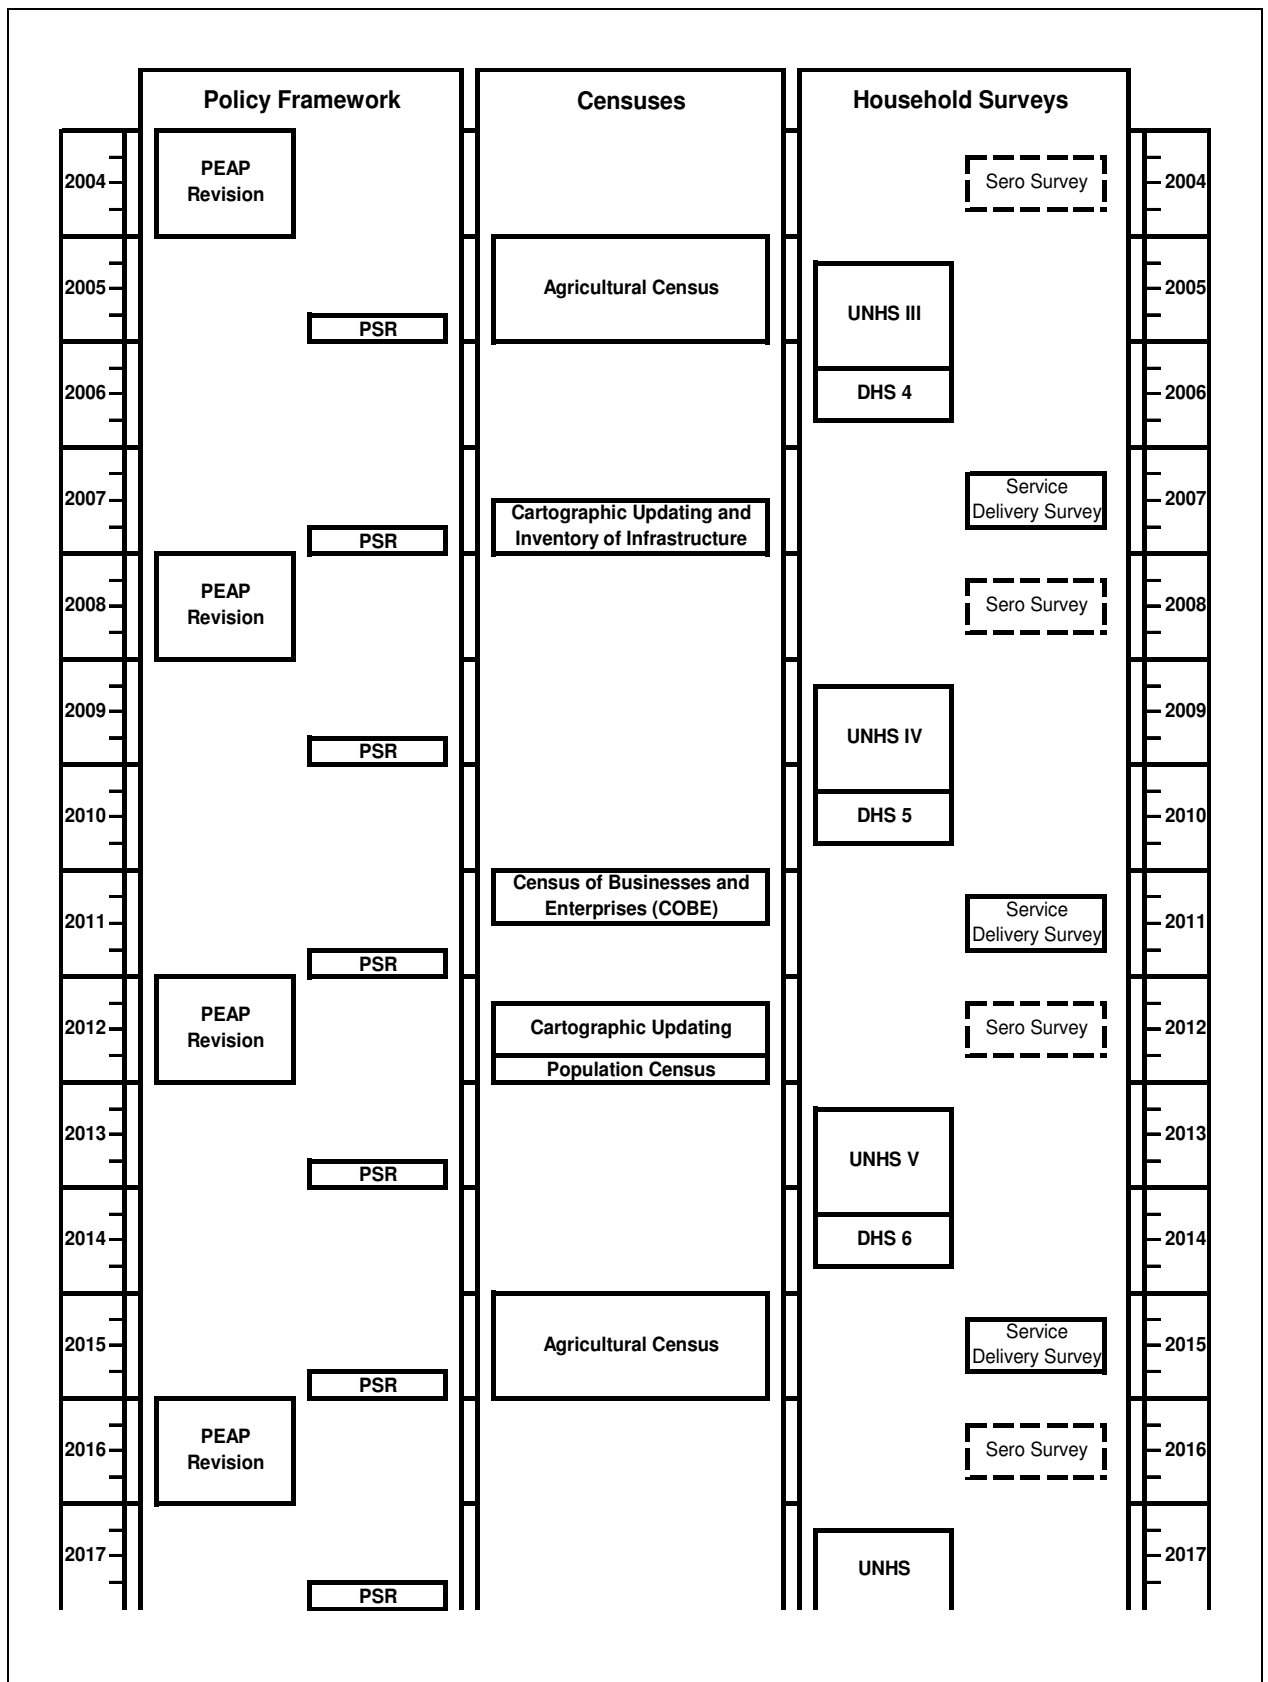 Policy Framework
Censuses
Household Surveys
2004
PEAP
Revision
Sero Survey
2004
2005
Agricultural Census
UNHS III
2005
PSR
2006
DHS 4
2006
2007
Cartographic Updating and
Inventory of Infrastructure
Service
Delivery Survey
2007
PSR
2008
PEAP
Revision
Sero Survey
2008
2009
UNHS IV
2009
PSR
2010
DHS 5
2010
2011
Census of Businesses and
Enterprises (COBE)
Service
Delivery Survey
2011
PSR
2012
PEAP
Revision
Cartographic Updating
Population Census
Sero Survey
2012
2013
UNHS V
2013
PSR
2014
DHS 6
2014
2015
Agricultural Census
Service
Delivery Survey
2015
PSR
2016
PEAP
Revision
Sero Survey
2016
2017
UNHS
2017
PSR